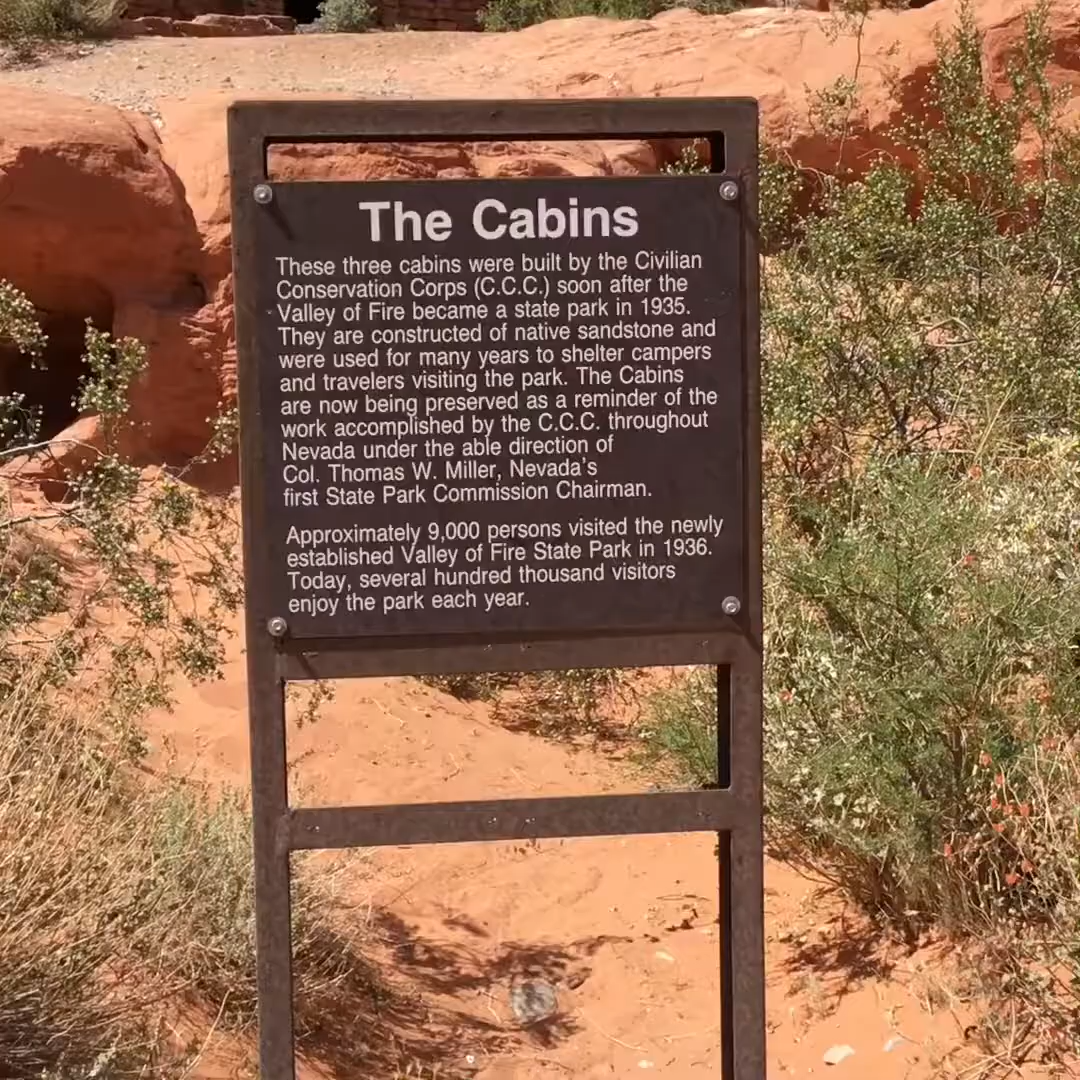 The Cabins
These three cabins were built by the Civilian
Conservation Corps (C.C.C.) soon after the
Valley of Fire became a state park in 1935.
They are constructed of native sandstone and
were used for many years to shelter campers
and travelers visiting the park. The Cabins
are now being preserved as a reminder of the
work accomplished by the C.C.C. throughout
Nevada under the able direction of
Col. Thomas W. Miller, Nevada's
first State Park Commission Chairman.
Approximately 9,000 persons visited the newly
established Valley of Fire State Park in 1936.
Today, several hundred thousand visitors
enjoy the park each year.